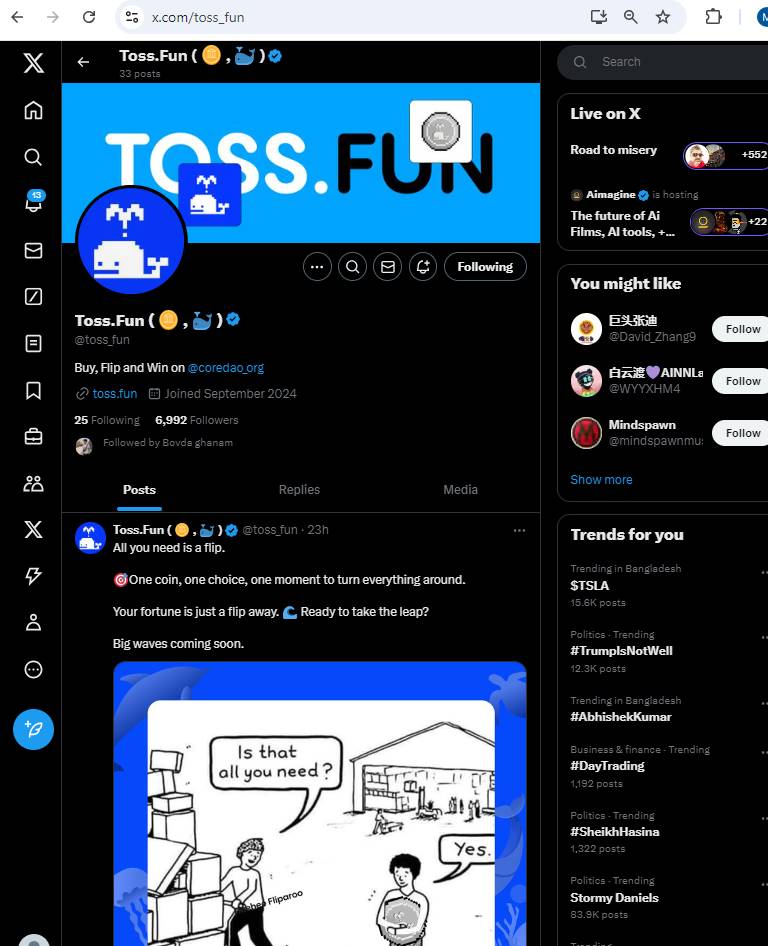 x.com/toss_fun
M
Toss.Fun ( 🪙 , 🐳 )
33 posts
TOSS.FUN
Following
Toss.Fun ( 🪙 , 🐳 )
@toss_fun
Buy, Flip and Win on @coredao_org
toss.fun Joined September 2024
25 Following 6,992 Followers
Followed by Bovda ghanam
Posts Replies Media
Toss.Fun ( 🪙 , 🐳 ) @toss_fun · 23h
All you need is a flip.
🎯One coin, one choice, one moment to turn everything around.
Your fortune is just a flip away. 🌊 Ready to take the leap?
Big waves coming soon.
Is that
all you need?
Yes.
Fliparoo
13
Search
Live on X
Road to misery
+552
Aimagine is hosting
The future of Ai
Films, AI tools, +...
+22
You might like
巨头张迪
@David_Zhang9
Follow
白云渡💜AINNLa
@WYYXHM4
Follow
Mindspawn
@mindspawnmus
Follow
Show more
Trends for you
Trending in Bangladesh
$TSLA
15.6K posts
Politics · Trending
#TrumpIsNotWell
12.3K posts
Trending in Bangladesh
#AbhishekKumar
Business & finance · Trending
#DayTrading
1,192 posts
Politics · Trending
#SheikhHasina
1,322 posts
Politics · Trending
Stormy Daniels
83.9K posts